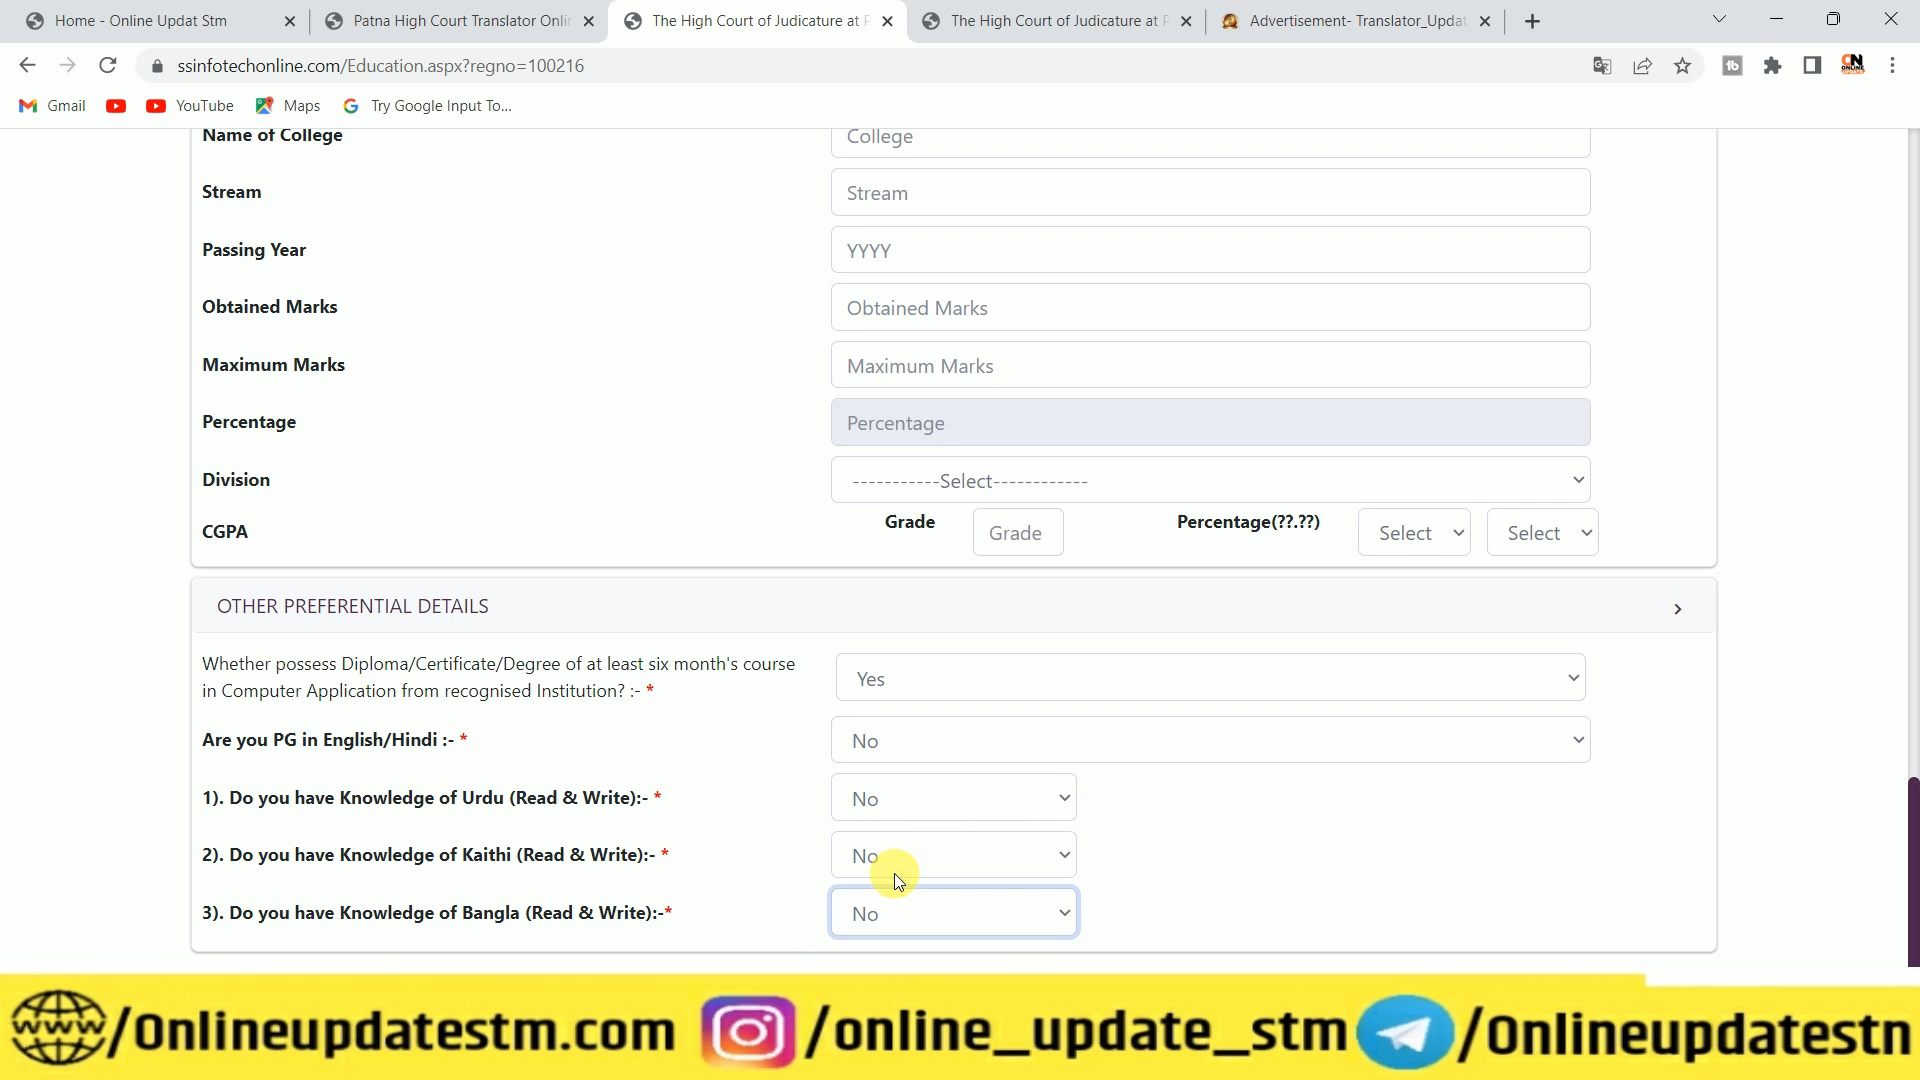 Home - Online Updat Stm
Patna High Court Translator Onli
The High Court of Judicature at P
The High Court of Judicature at P
Advertisement- Translator_Updat
ssinfotechonline.com/Education.aspx?regno=100216
Gmail
YouTube
Maps
Try Google Input To...
Name of College
College
Stream
Stream
Passing Year
YYYY
Obtained Marks
Obtained Marks
Maximum Marks
Maximum Marks
Percentage
Percentage
Division
-----------Select------------
CGPA
Grade
Grade
Percentage(??.??)
Select
Select
OTHER PREFERENTIAL DETAILS
Whether possess Diploma/Certificate/Degree of at least six month's course
in Computer Application from recognised Institution? :- *
Yes
Are you PG in English/Hindi :- *
No
1). Do you have Knowledge of Urdu (Read & Write):- *
No
2). Do you have Knowledge of Kaithi (Read & Write):- *
No
3). Do you have Knowledge of Bangla (Read & Write):-*
No
www/Onlineupdatestm.com
/online_update_stm
/Onlineupdatestn